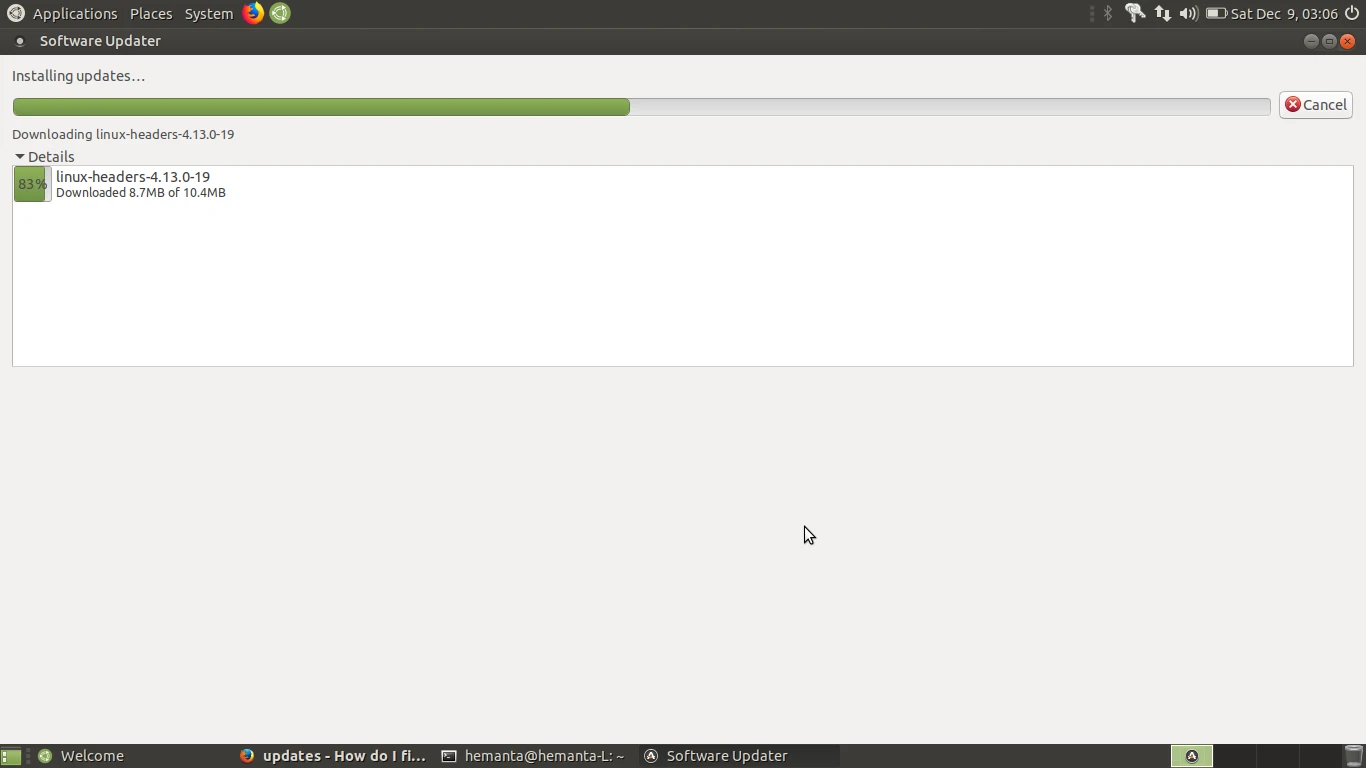 Applications Places System Sat Dec 9, 03:06
Software Updater
Installing updates...
Cancel
Downloading linux-headers-4.13.0-19
Details
83% linux-headers-4.13.0-19
Downloaded 8.7MB of 10.4MB
Welcome updates - How do I fi... hemanta@hemanta-L: ~ Software Updater